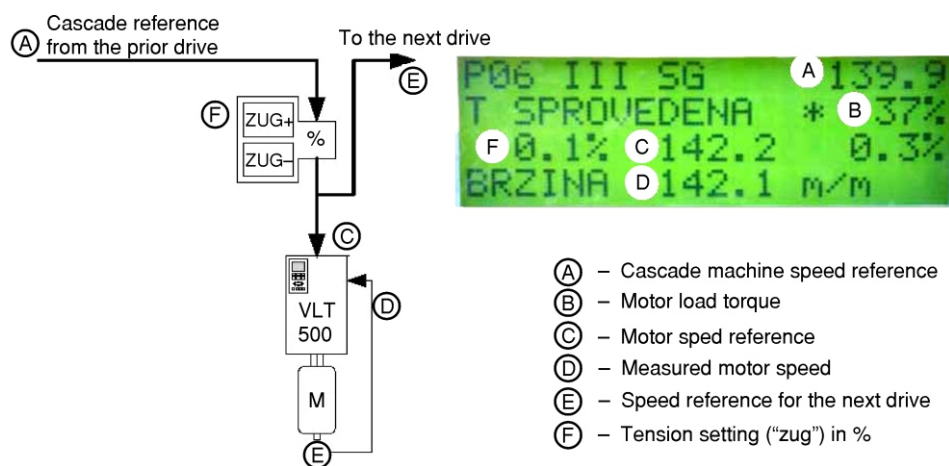 Cascade reference
from the prior drive
A
To the next drive
E
F
ZUG+
ZUG–
%
C
VLT
500
D
M
E
P06 III SG A 139.9
T SPROVEDENA * B 37%
F 0.1% C 142.2 0.3%
BRZINA D 142.1 m/m
A – Cascade machine speed reference
B – Motor load torque
C – Motor sped reference
D – Measured motor speed
E – Speed reference for the next drive
F – Tension setting (“zug”) in %